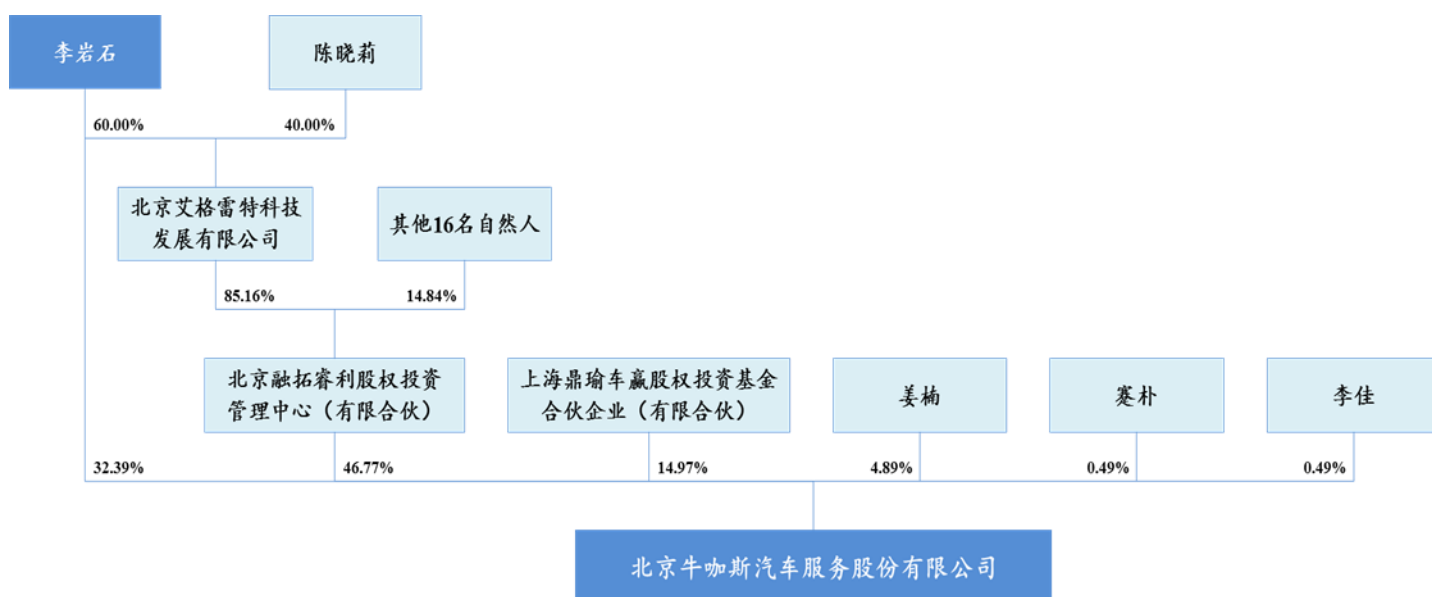 李岩石
陈晓莉
60.00%
40.00%
北京艾格雷特科技
发展有限公司
其他16名自然人
85.16%
14.84%
北京融拓睿利股权投资
管理中心（有限合伙）
上海鼎瑜车赢股权投资基金
合伙企业（有限合伙）
姜楠
蹇朴
李佳
32.39%
46.77%
14.97%
4.89%
0.49%
0.49%
北京牛咖斯汽车服务股份有限公司